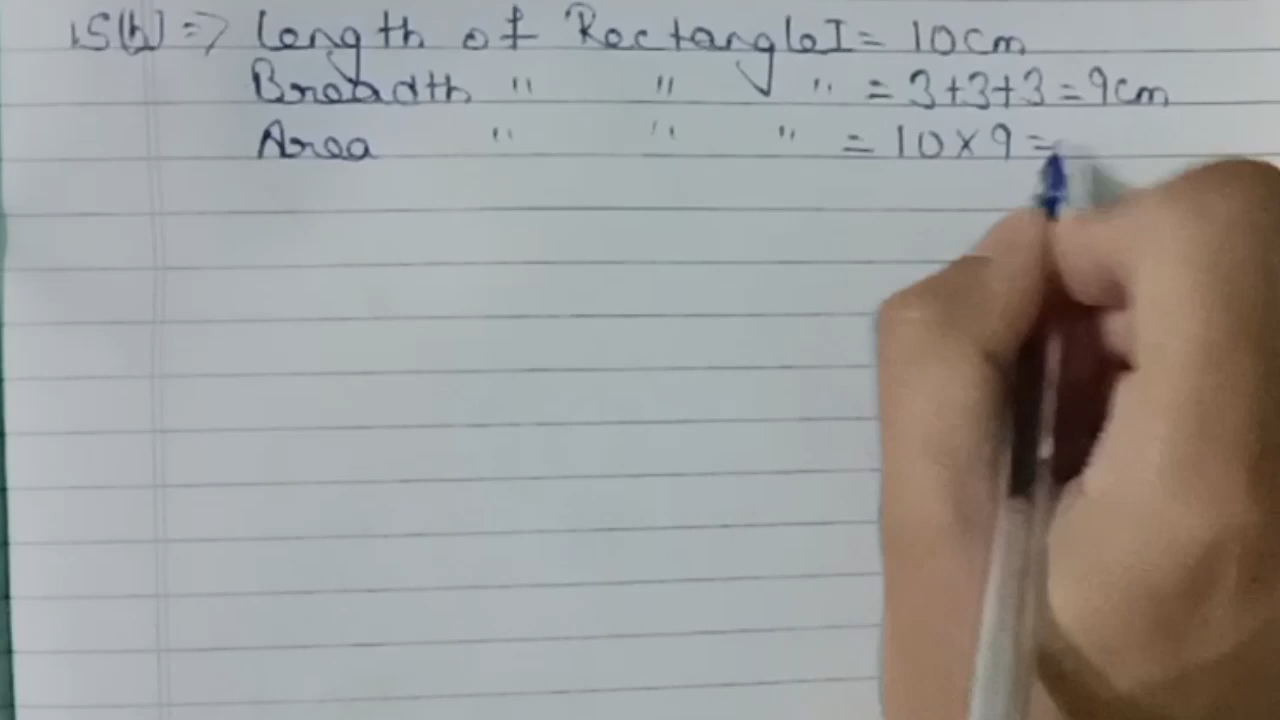 15(b) => Length of Rectangle I = 10cm
Breadth " " " = 3+3+3 = 9cm
Area " " " = 10 x 9 =